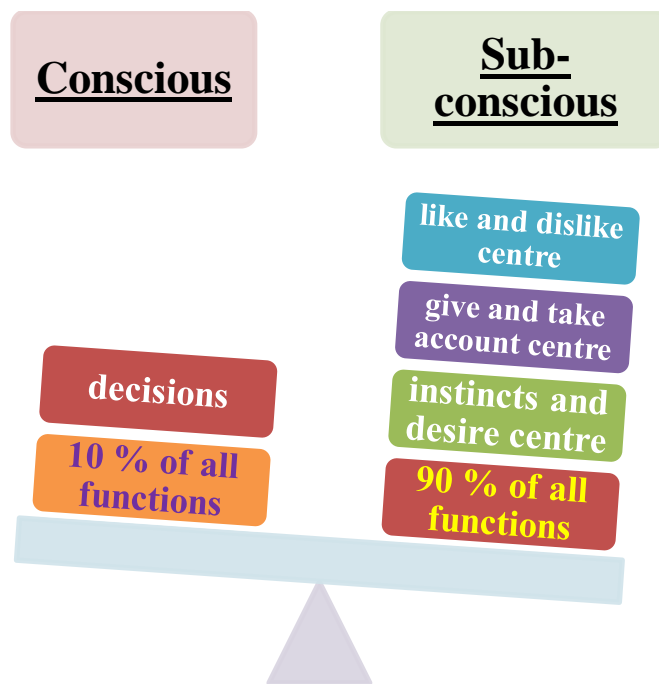 Conscious
Sub-
conscious
like and dislike
centre
give and take
account centre
decisions
instincts and
desire centre
10 % of all
functions
90 % of all
functions